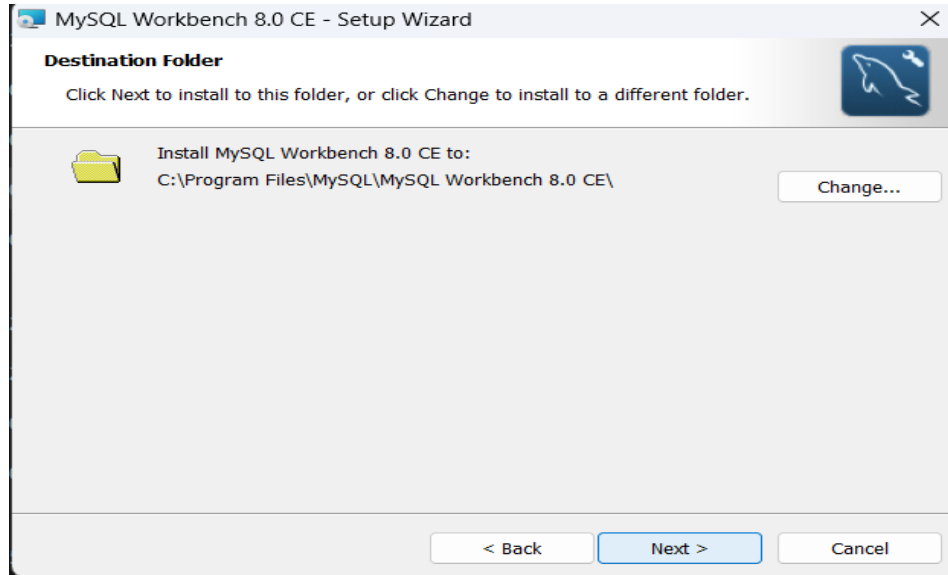 MySQL Workbench 8.0 CE - Setup Wizard
Destination Folder
Click Next to install to this folder, or click Change to install to a different folder.
Install MySQL Workbench 8.0 CE to:
C:\Program Files\MySQL\MySQL Workbench 8.0 CE\
Change...
< Back
Next >
Cancel